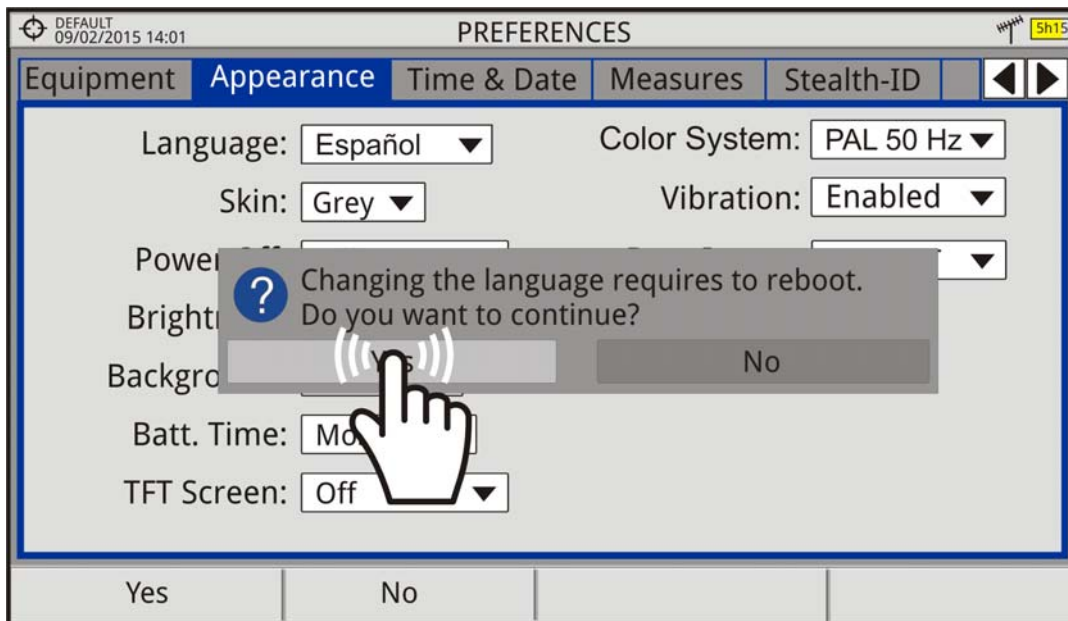 DEFAULT
09/02/2015 14:01
PREFERENCES
5h15
Equipment Appearance Time & Date Measures Stealth-ID
Language: Español
Color System: PAL 50 Hz
Skin: Grey
Vibration: Enabled
Changing the language requires to reboot.
Do you want to continue?
Yes No
Batt. Time:
TFT Screen: Off
Yes No